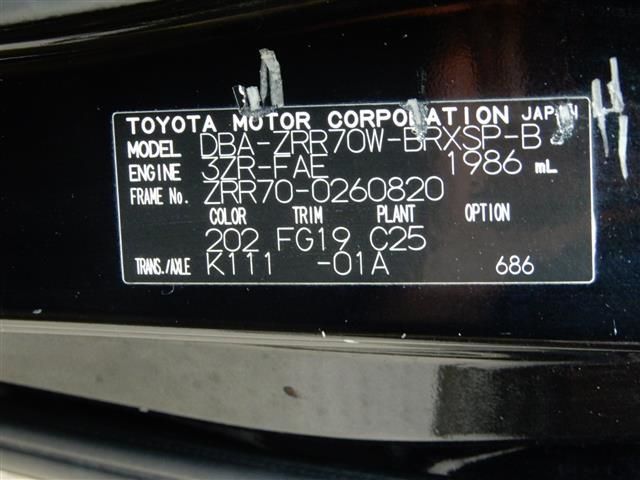 TOYOTA MOTOR CORPORATION JAPAN
MODEL DBA-ZRR70W-BRXSP-B
ENGINE 3ZR-FAE 1986 mL
FRAME No. ZRR70-0260820
COLOR TRIM PLANT OPTION
202 FG19 C25
TRANS./AXLE K111 -01A 686